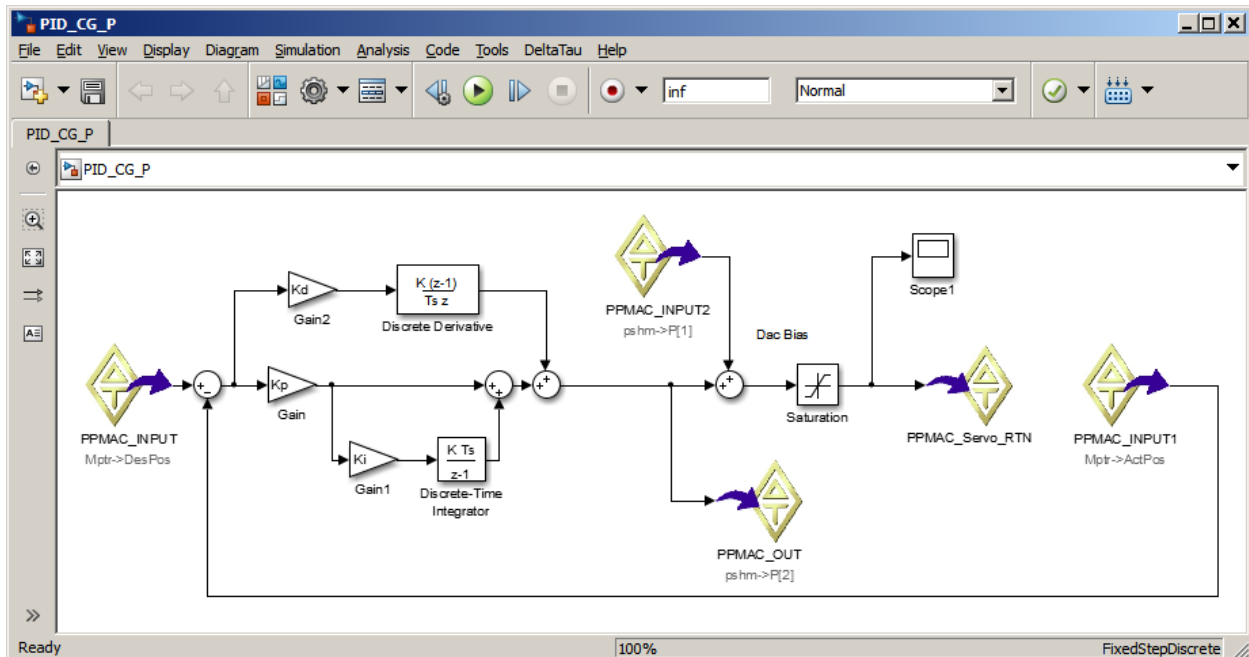 PID_CG_P
File Edit View Display Diagram Simulation Analysis Code Tools DeltaTau Help
inf Normal
PID_CG_P
PID_CG_P
Kd
Gain2
K (z-1)
Ts z
Discrete Derivative
PPMAC_INPUT2
pshm->P[1]
Dac Bias
Scope1
PPMAC_INPUT
Mptr->DesPos
Kp
Gain
Ki
Gain1
K Ts
z-1
Discrete-Time
Integrator
Saturation
PPMAC_Servo_RTN
PPMAC_INPUT1
Mptr->ActPos
PPMAC_OUT
pshm->P[2]
Ready 100% FixedStepDiscrete